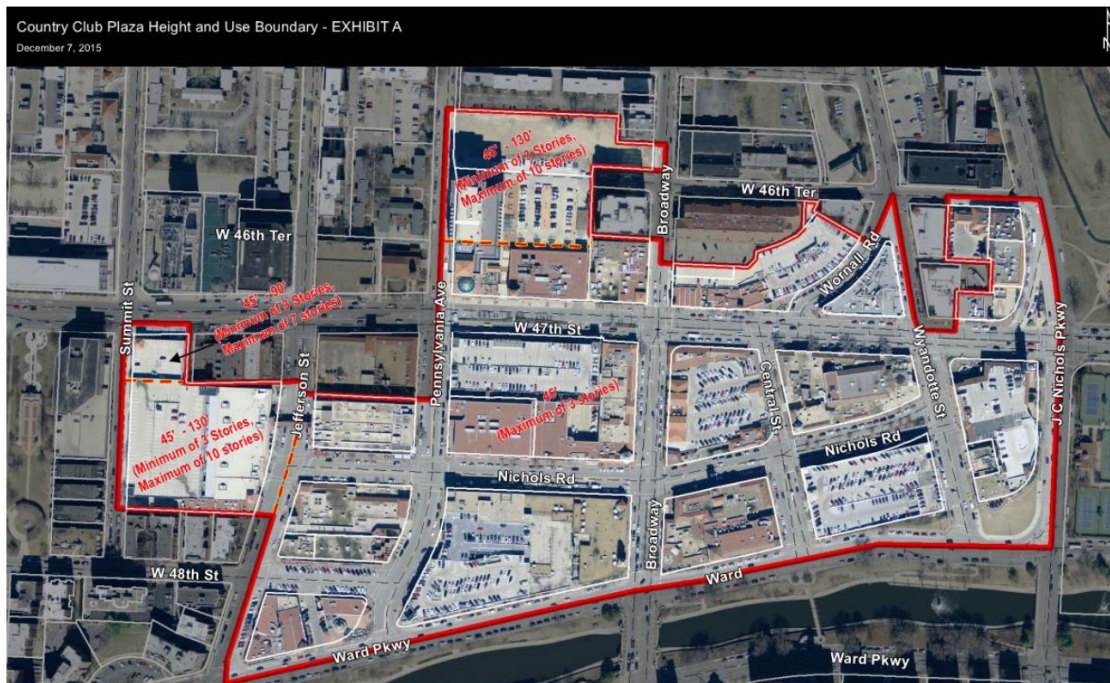 Country Club Plaza Height and Use Boundary - EXHIBIT A
December 7, 2015
N
45' - 130'
(Minimum of 3 Stories,
Maximum of 10 stories)
Broadway
W 46th Ter
W 46th Ter
Wornall Rd
Summit St
45' - 90'
(Minimum of 3 Stories,
Maximum of 7 stories)
Pennsylvania Ave
W 47th St
Wyandotte St
J C Nichols Pkwy
Jefferson St
Central St
45'
(Maximum of 3 stories)
45' - 130'
(Minimum of 3 Stories,
Maximum of 10 stories)
Nichols Rd
Nichols Rd
Broadway
W 48th St
Ward
Ward Pkwy
Ward Pkwy